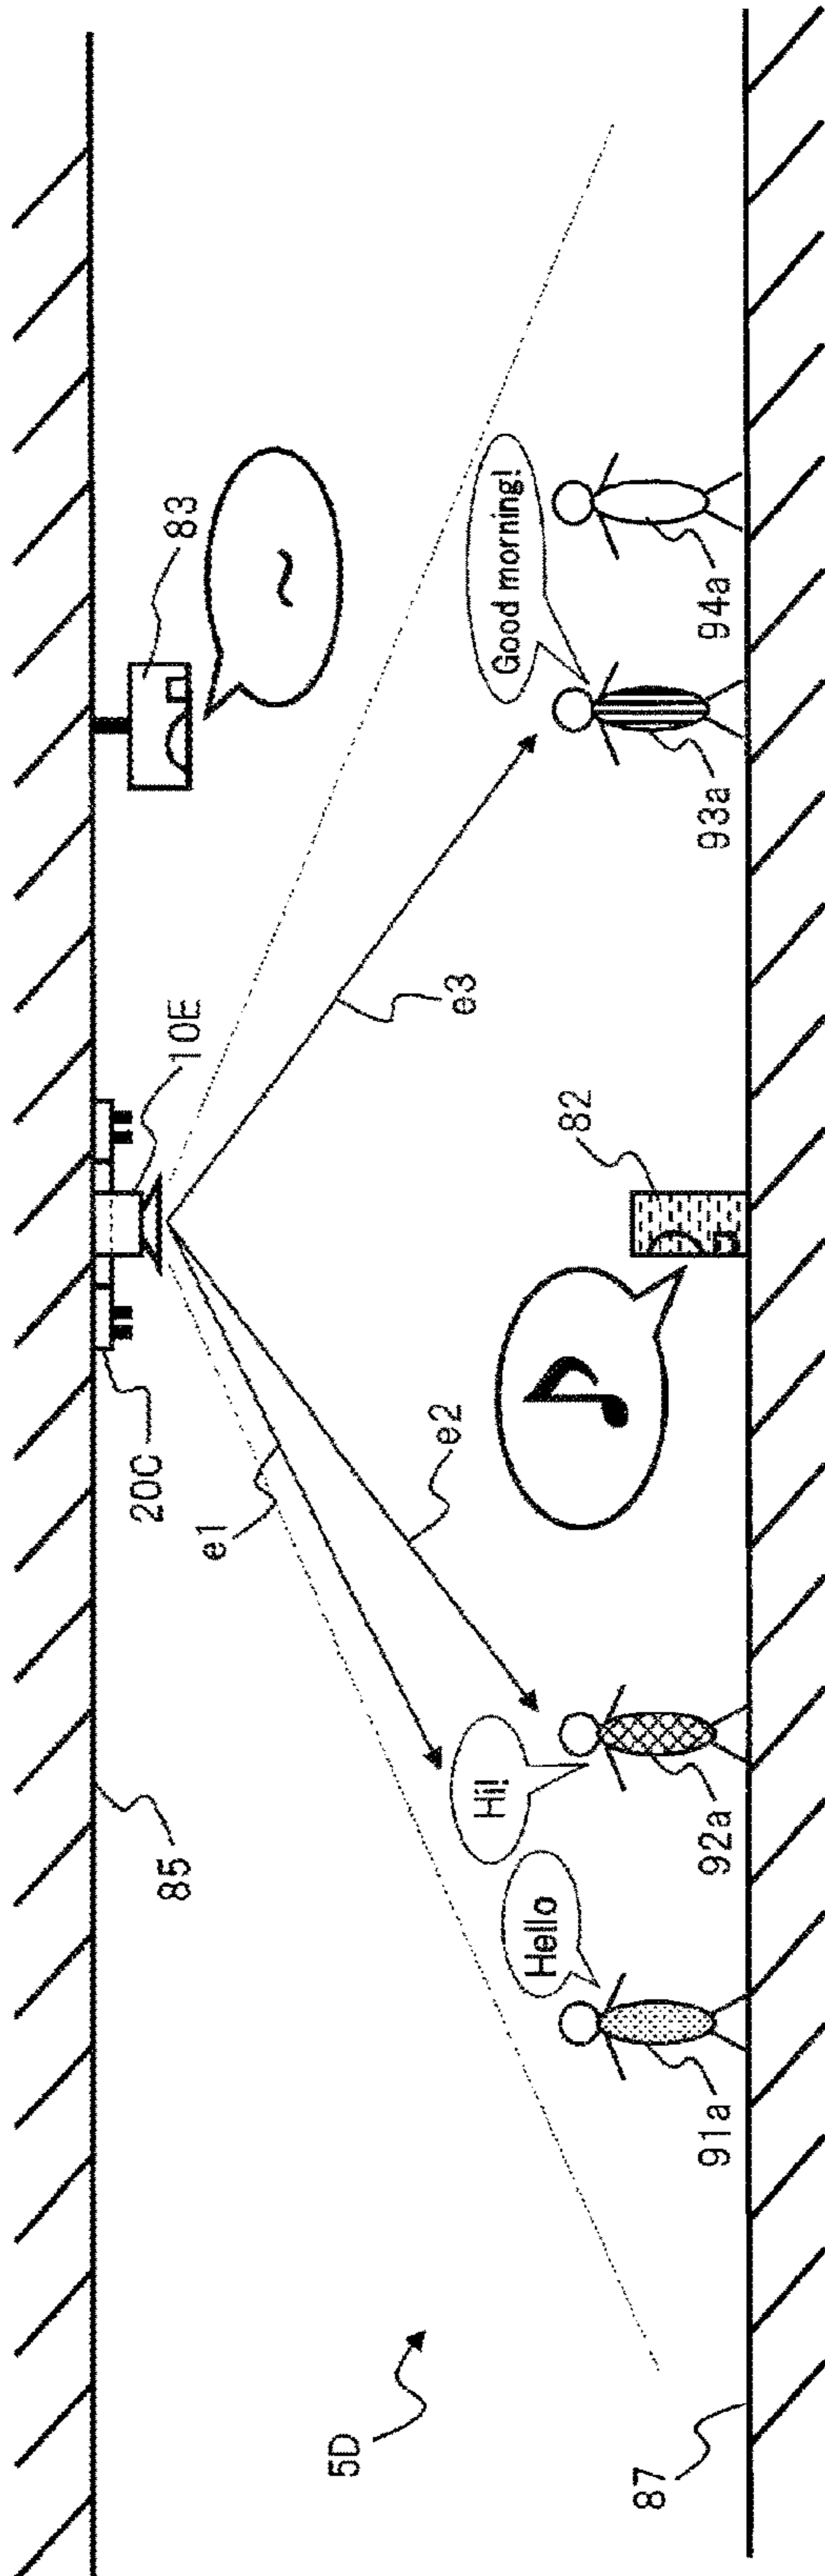 83
10E
20C
e1
e2
e3
85
Good morning!
Hi!
Hello
82
94a
93a
92a
91a
5D
87